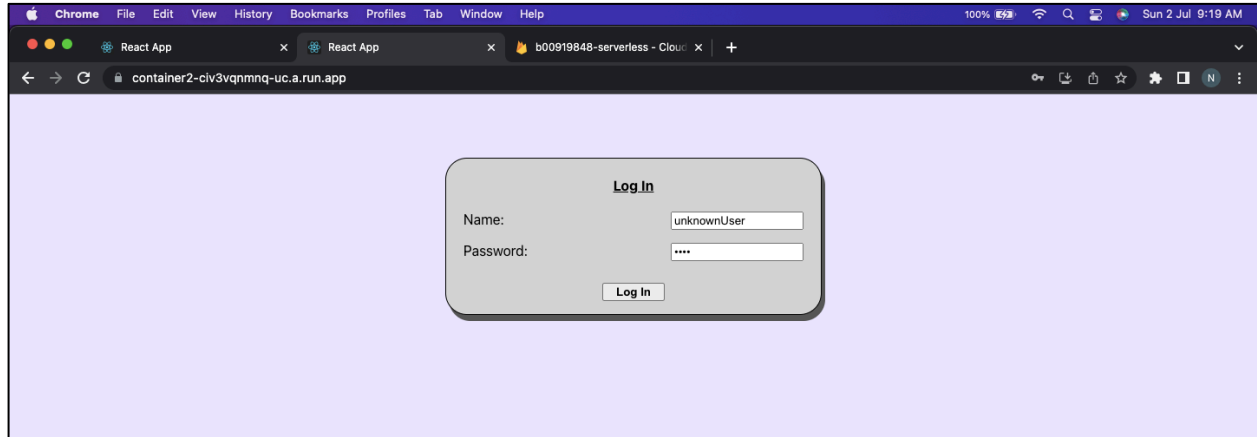 Chrome File Edit View History Bookmarks Profiles Tab Window Help 100% Sun 2 Jul 9:19 AM
React App React App b00919848-serverless - Cloud
container2-civ3vqnmnq-uc.a.run.app N
Log In
Name: unknownUser
Password: ••••
Log In